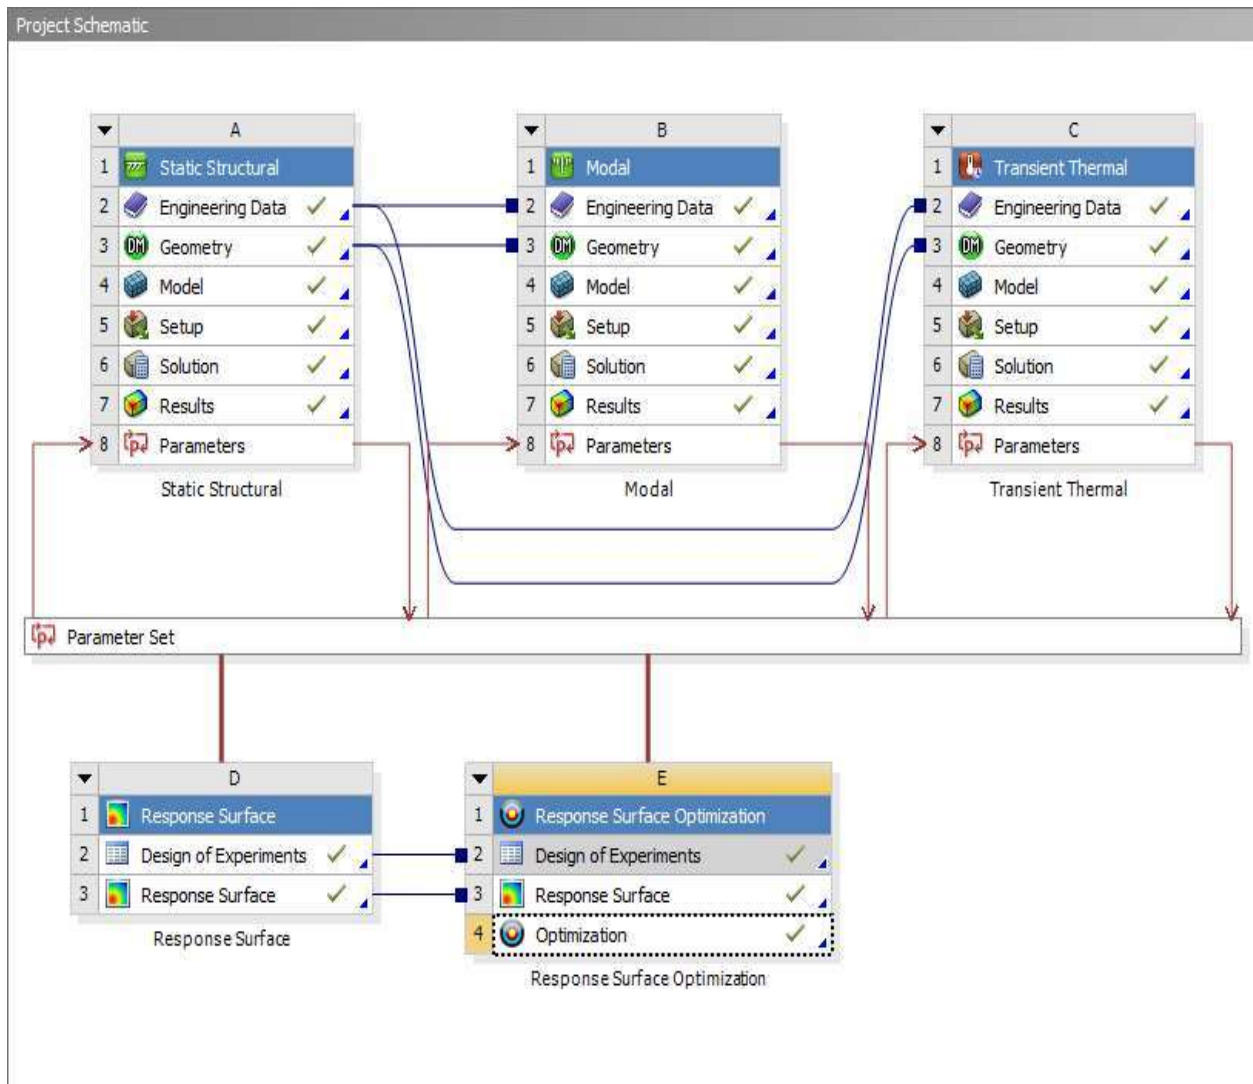 Project Schematic
A
1 Static Structural
2 Engineering Data
3 DM Geometry
4 Model
5 Setup
6 Solution
7 Results
8 Parameters
Static Structural
B
1 Modal
2 Engineering Data
3 DM Geometry
4 Model
5 Setup
6 Solution
7 Results
8 Parameters
Modal
C
1 Transient Thermal
2 Engineering Data
3 DM Geometry
4 Model
5 Setup
6 Solution
7 Results
8 Parameters
Transient Thermal
Parameter Set
D
1 Response Surface
2 Design of Experiments
3 Response Surface
Response Surface
E
1 Response Surface Optimization
2 Design of Experiments
3 Response Surface
4 Optimization
Response Surface Optimization